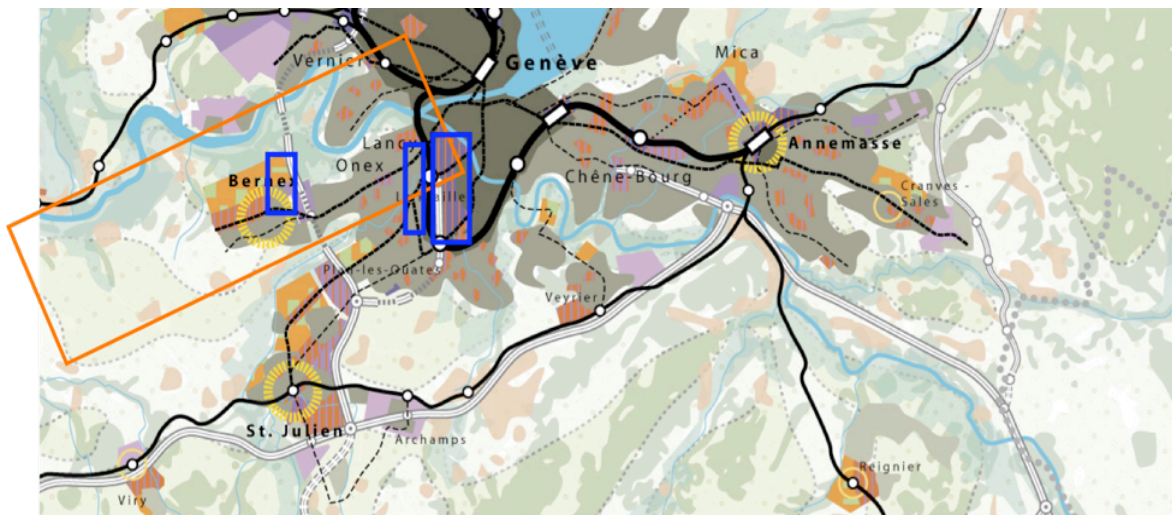 Mica
Vernier
Genève
Lancy
Onex
Annemasse
Chêne-Bourg
Bernex
Cranves -
Sales
Plan-les-Ouates
Veyrier
St. Julien
Archamps
Viry
Reignier